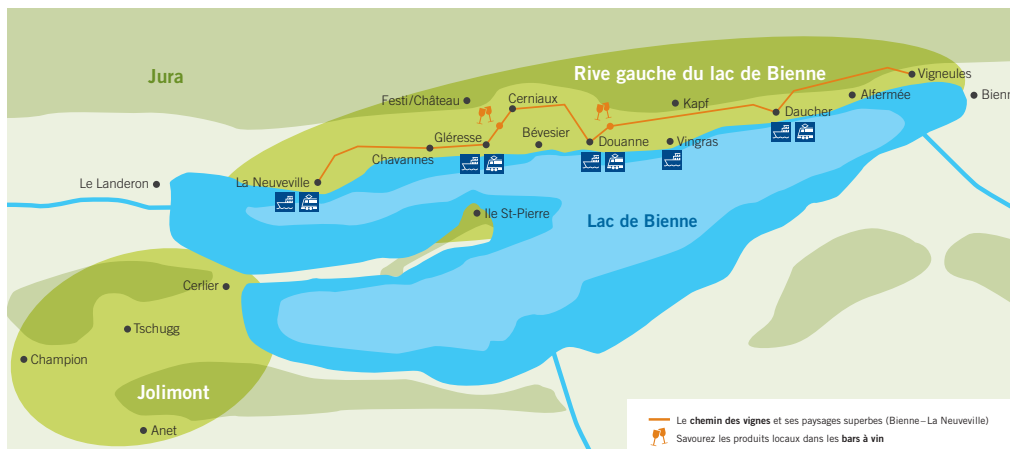 Jura
Rive gauche du lac de Bienne
Vigneules
Festi/Château
Cerniaux
Kapf
Alfermée
Daucher
Gléresse
Bévesier
Douanne
Vingras
Chavannes
Le Landeron
La Neuveville
Ile St-Pierre
Lac de Bienne
Cerlier
Tschugg
Champion
Jolimont
Anet
Le chemin des vignes et ses paysages superbes (Bienne–La Neuveville)
Savourez les produits locaux dans les bars à vin